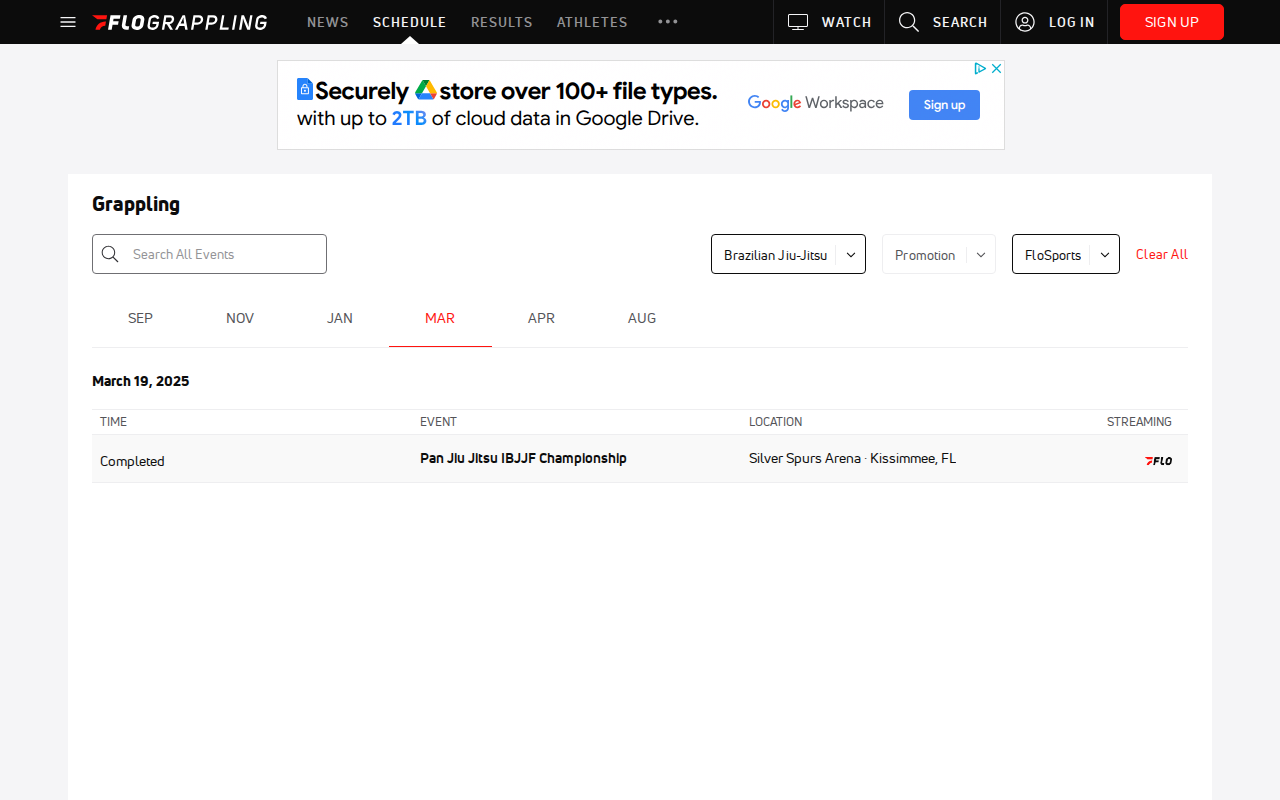 FLOGRAPPLING NEWS SCHEDULE RESULTS ATHLETES ••• WATCH SEARCH LOG IN SIGN UP
Securely store over 100+ file types.
with up to 2TB of cloud data in Google Drive.
Google Workspace
Sign up
Grappling
Search All Events
Brazilian Jiu-Jitsu
Promotion
FloSports
Clear All
SEP NOV JAN MAR APR AUG
March 19, 2025
TIME EVENT LOCATION STREAMING
Completed Pan Jiu Jitsu IBJJF Championship Silver Spurs Arena · Kissimmee, FL FLO